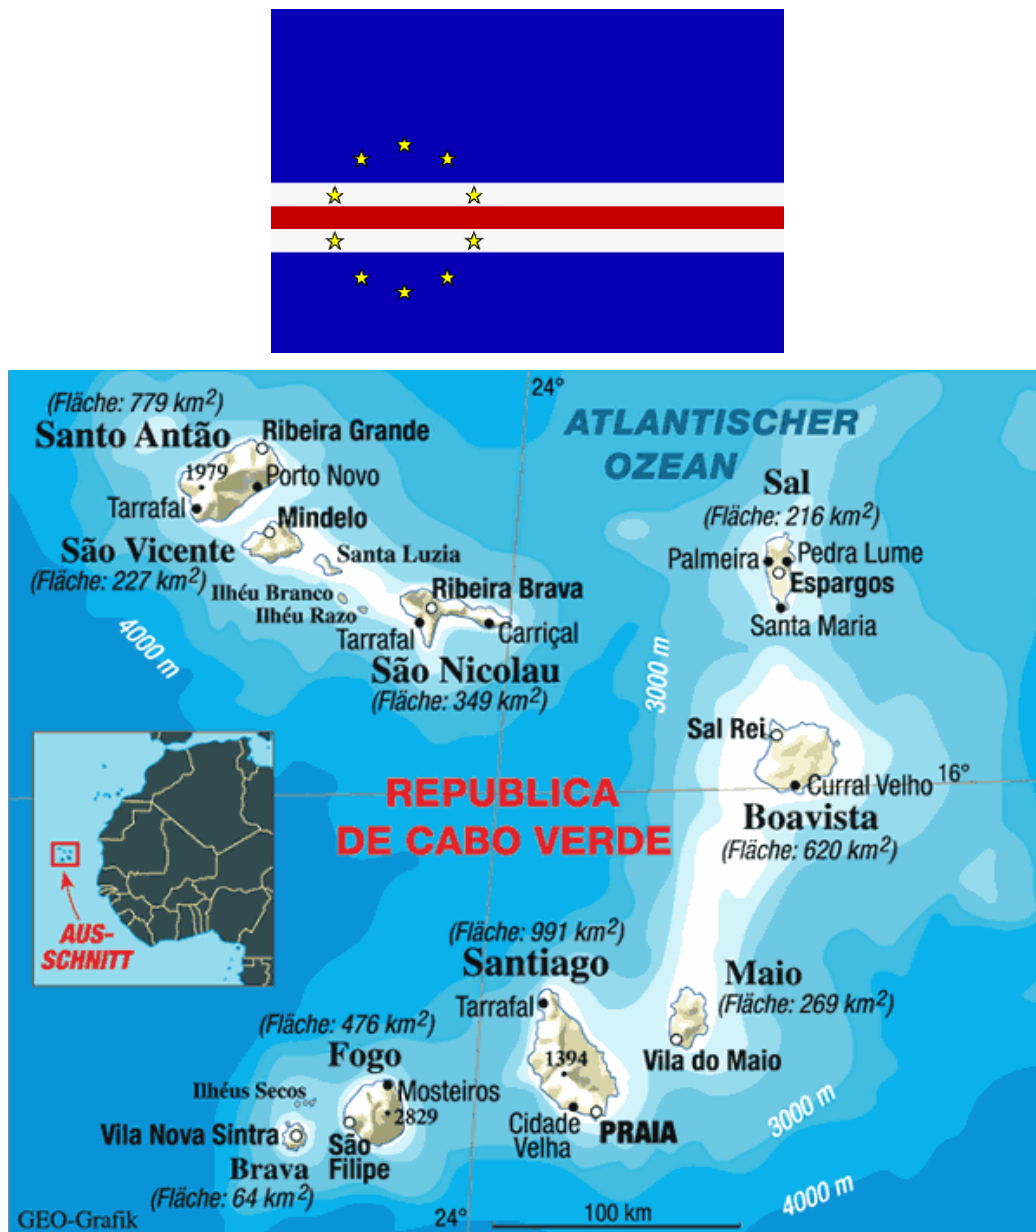 24°
(Fläche: 779 km²)
Santo Antão
Ribeira Grande
1979
Porto Novo
Tarrafal
Mindelo
São Vicente
(Fläche: 227 km²)
Santa Luzia
Ilhéu Branco
Ilhéu Razo
Ribeira Brava
Tarrafal
Carriçal
São Nicolau
(Fläche: 349 km²)
4000 m
ATLANTISCHER
OZEAN
Sal
(Fläche: 216 km²)
Palmeira
Pedra Lume
Espargos
Santa Maria
3000 m
Sal Rei
Curral Velho
16°
Boavista
(Fläche: 620 km²)
REPUBLICA
DE CABO VERDE
AUS-
SCHNITT
(Fläche: 991 km²)
Santiago
Tarrafal
1394
Cidade
Velha
PRAIA
Maio
(Fläche: 269 km²)
Vila do Maio
(Fläche: 476 km²)
Fogo
Mosteiros
2829
São
Filipe
Ilhéus Secos
Vila Nova Sintra
Brava
(Fläche: 64 km²)
3000 m
4000 m
GEO-Grafik
24°
100 km